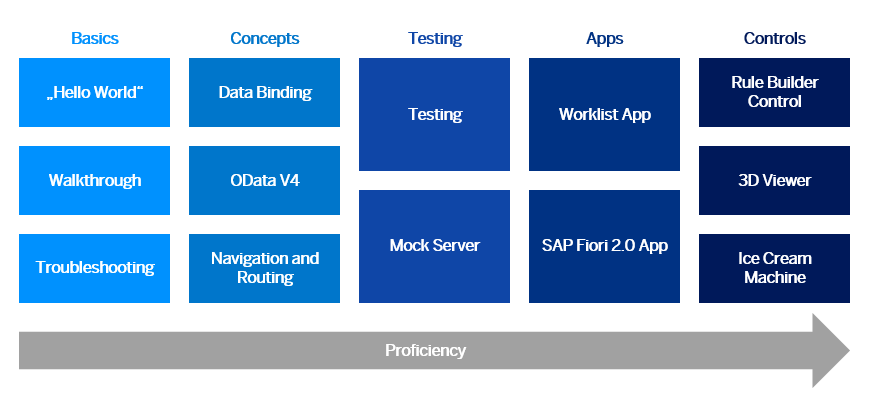 Basics
Concepts
Testing
Apps
Controls
„Hello World“
Walkthrough
Troubleshooting
Data Binding
OData V4
Navigation and
Routing
Testing
Mock Server
Worklist App
SAP Fiori 2.0 App
Rule Builder
Control
3D Viewer
Ice Cream
Machine
Proficiency